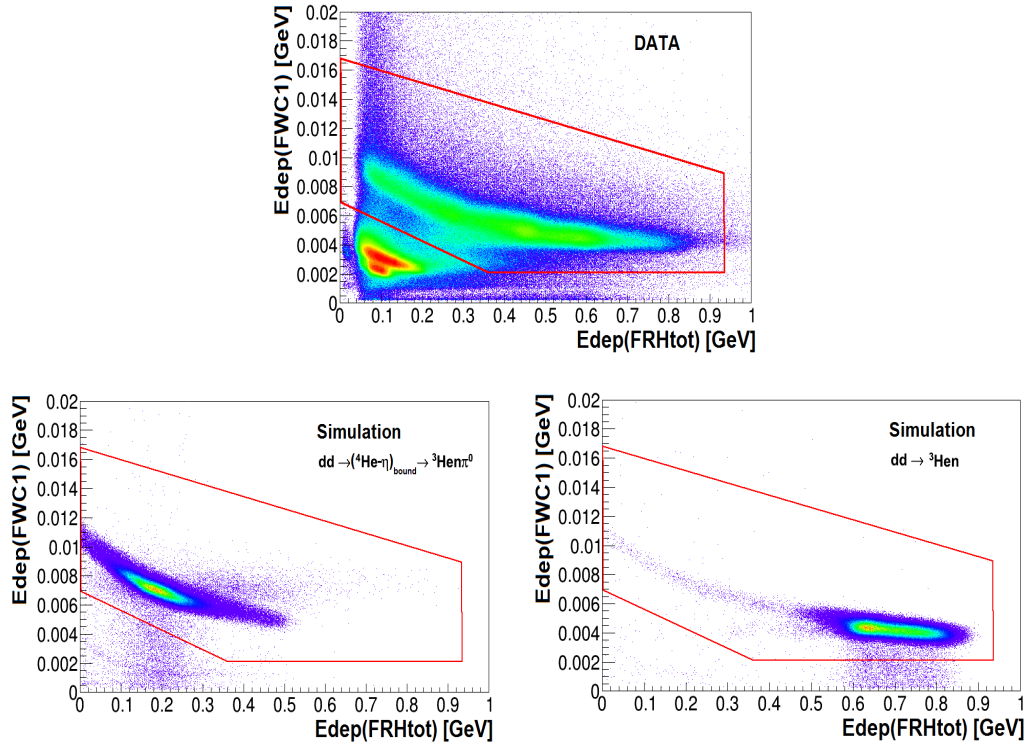 Edep(FWC1) [GeV]
0.02
0.018
0.016
0.014
0.012
0.01
0.008
0.006
0.004
0.002
0
DATA
0 0.1 0.2 0.3 0.4 0.5 0.6 0.7 0.8 0.9 1
Edep(FRHtot) [GeV]
Edep(FWC1) [GeV]
0.02
0.018
0.016
0.014
0.012
0.01
0.008
0.006
0.004
0.002
0
Simulation
dd →(⁴He-η)bound→ ³Henπ⁰
0 0.1 0.2 0.3 0.4 0.5 0.6 0.7 0.8 0.9 1
Edep(FRHtot) [GeV]
Edep(FWC1) [GeV]
0.02
0.018
0.016
0.014
0.012
0.01
0.008
0.006
0.004
0.002
0
Simulation
dd → ³Hen
0 0.1 0.2 0.3 0.4 0.5 0.6 0.7 0.8 0.9 1
Edep(FRHtot) [GeV]